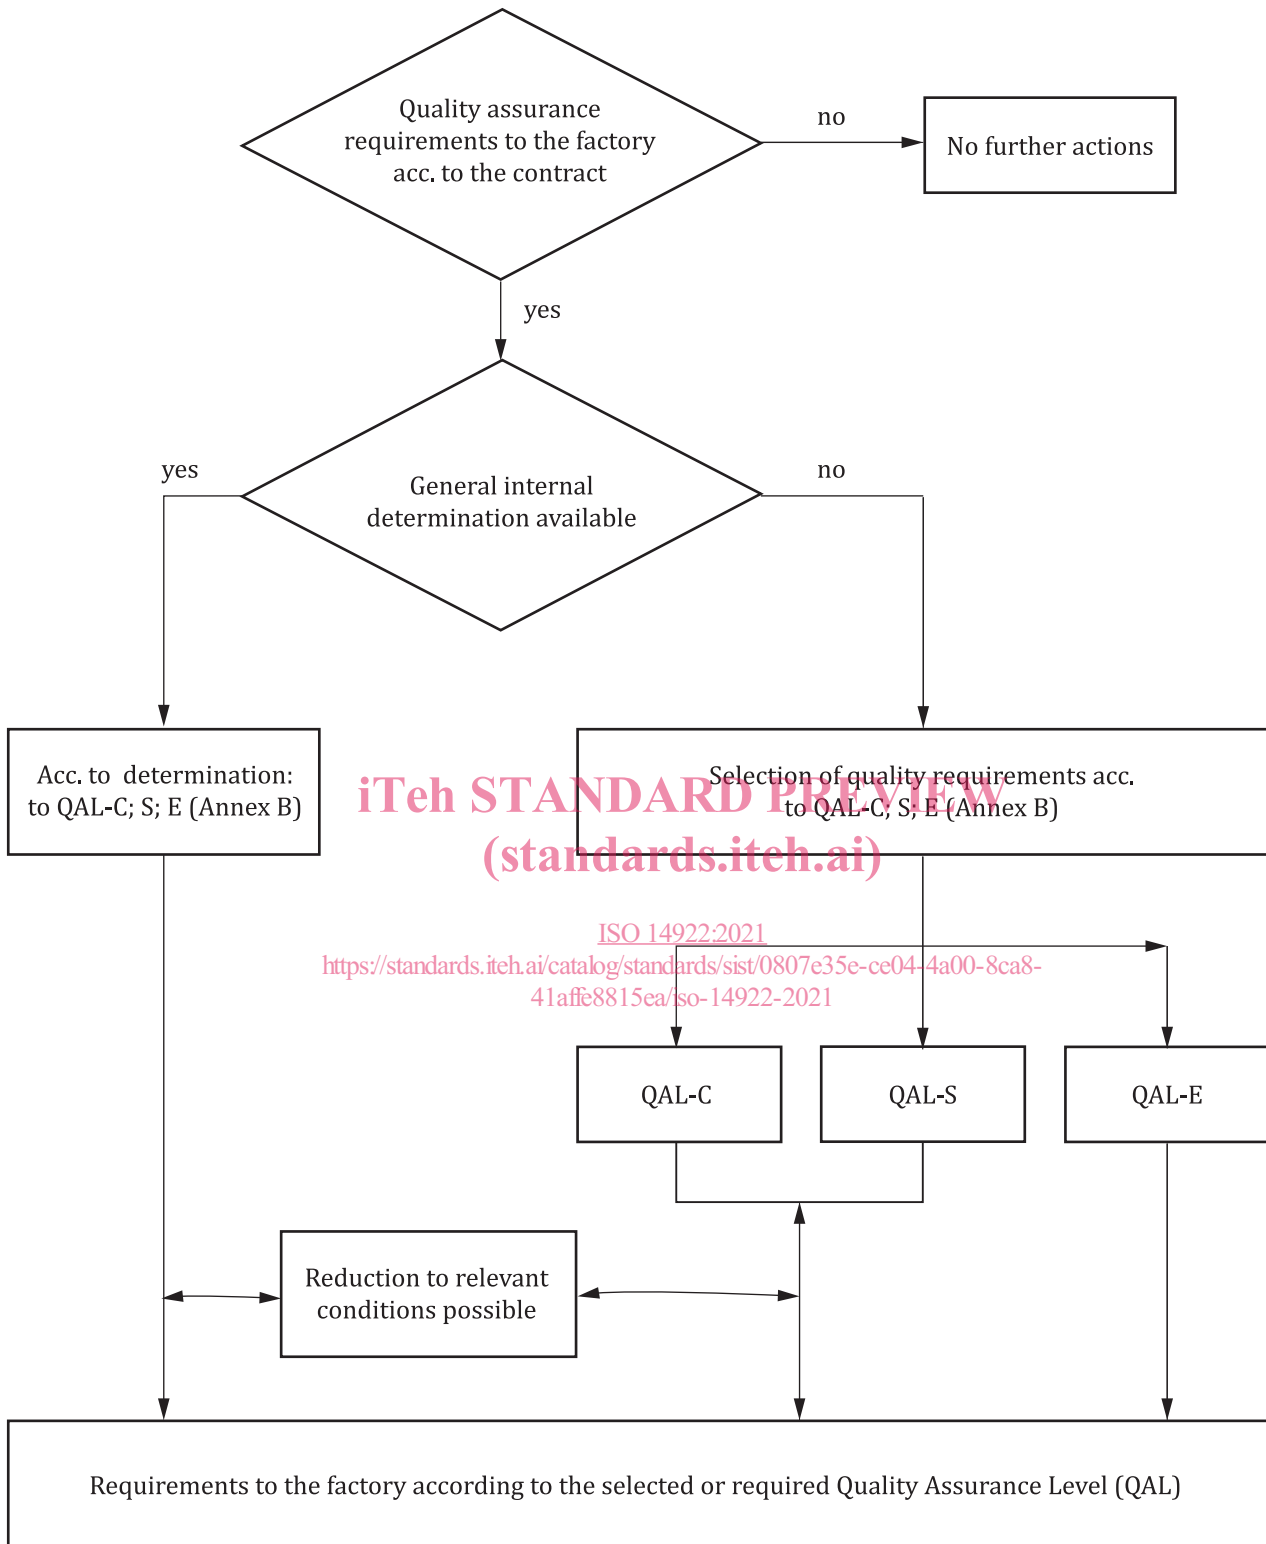 Quality assurance
requirements to the factory
acc. to the contract
no
No further actions
yes
yes
General internal
determination available
no
Acc. to determination:
to QAL-C; S; E (Annex B)
Selection of quality requirements acc.
to QAL-C; S; E (Annex B)
iTeh STANDARD PREVIEW
(standards.iteh.ai)
ISO 14922:2021
https://standards.iteh.ai/catalog/standards/sist/0807e35e-ce04-4a00-8ca8-
41affe8815ea/iso-14922-2021
QAL-C
QAL-S
QAL-E
Reduction to relevant
conditions possible
Requirements to the factory according to the selected or required Quality Assurance Level (QAL)